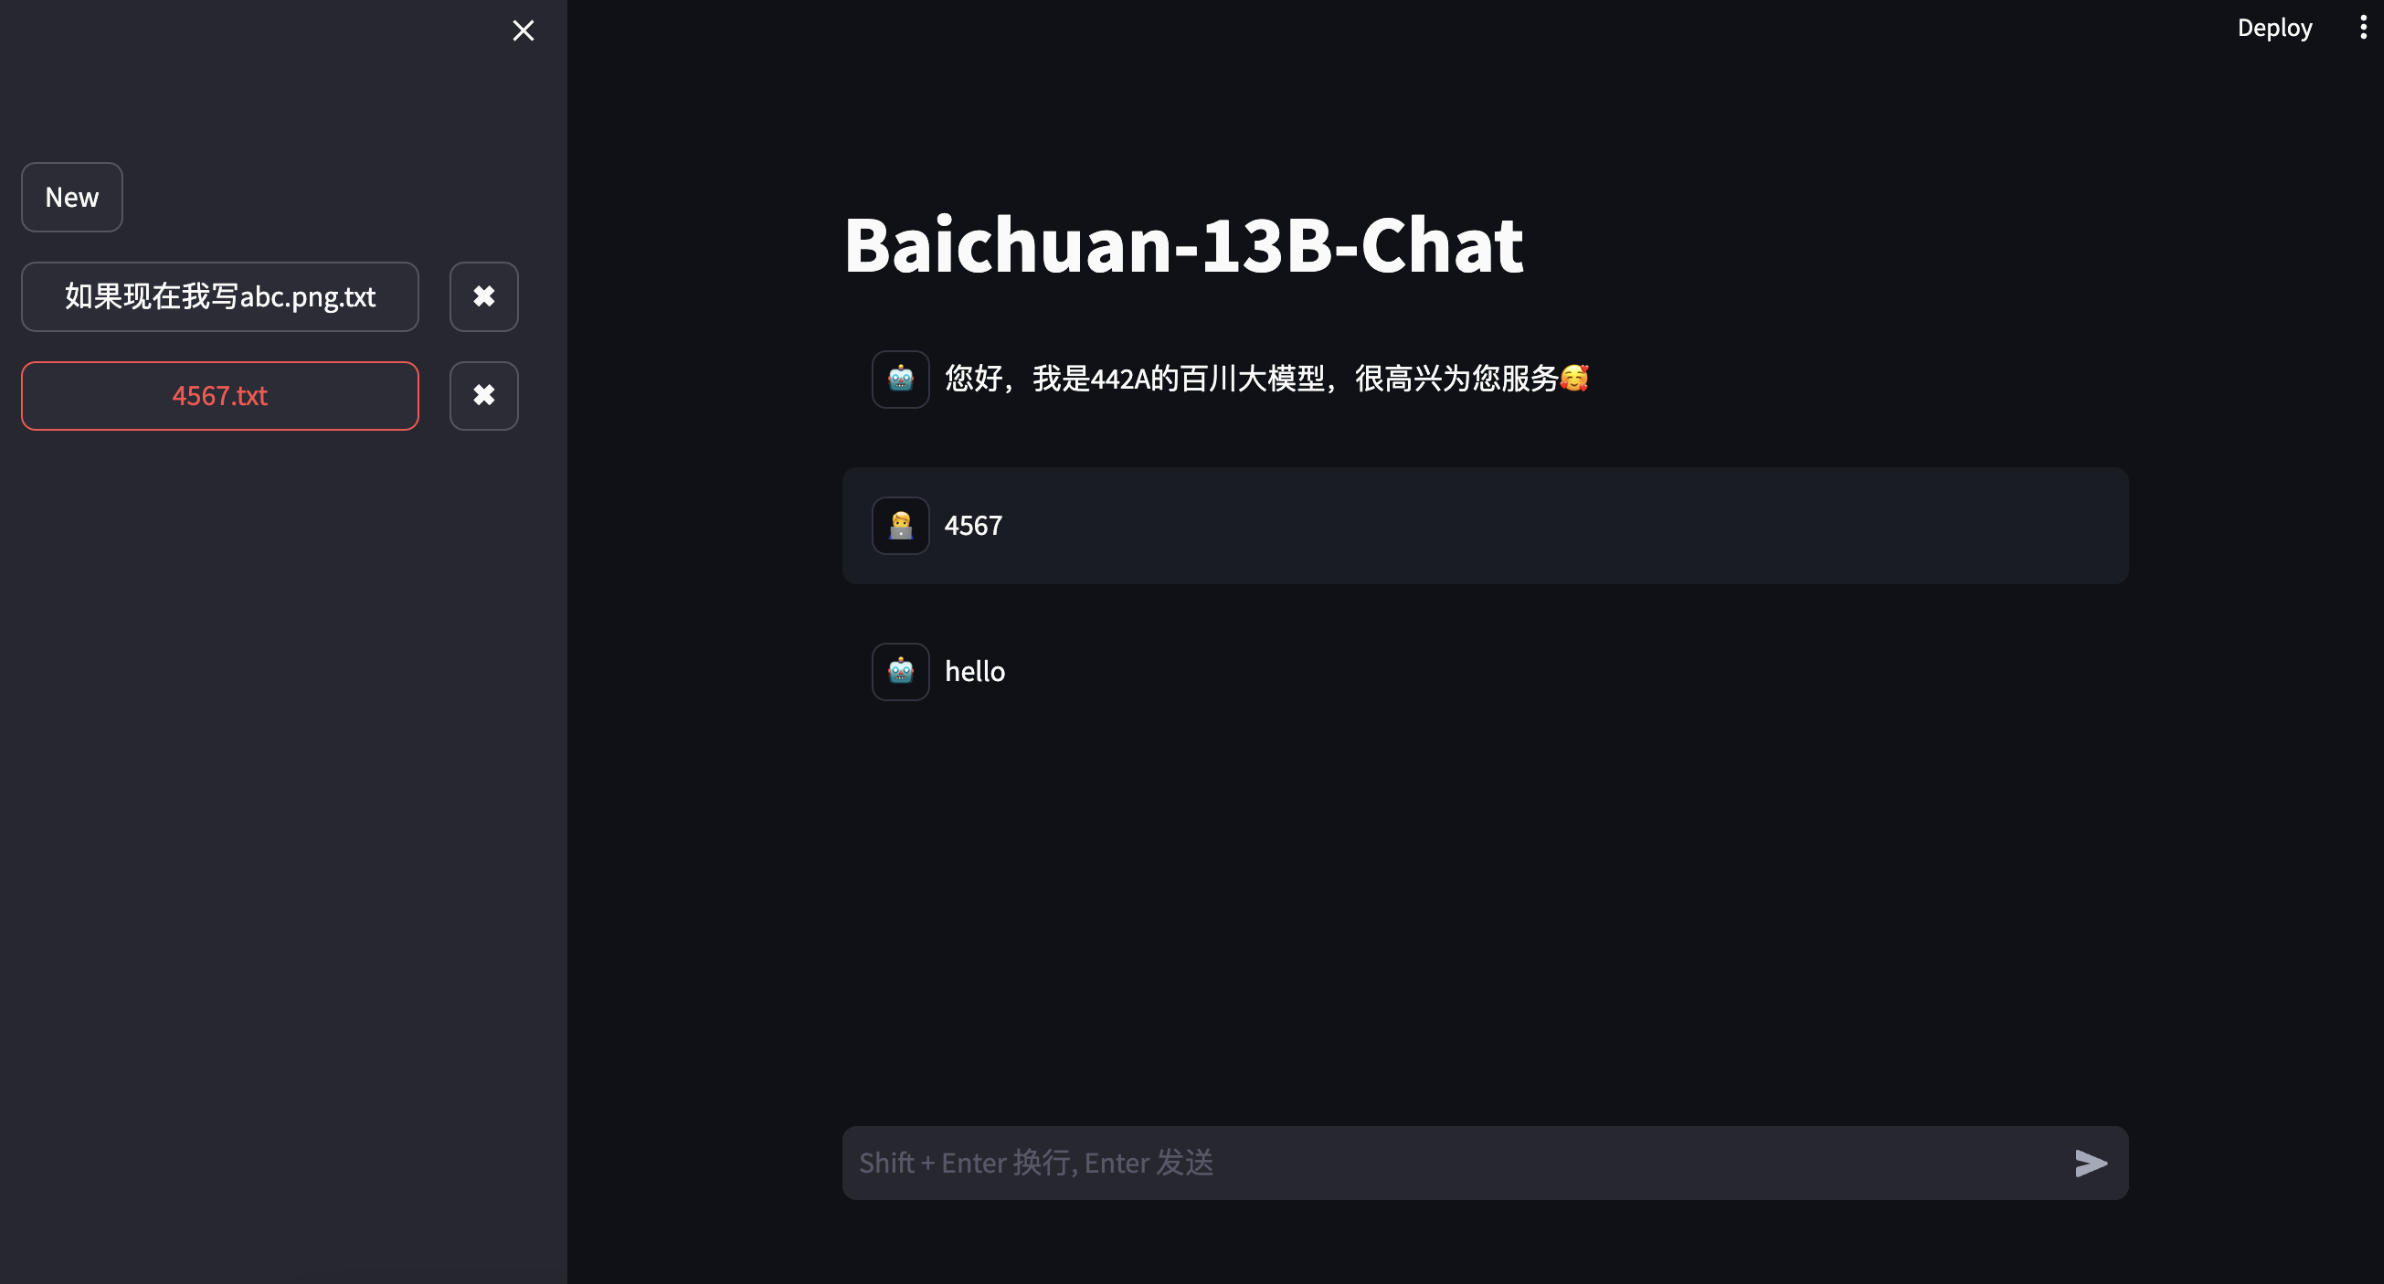 Deploy
New
如果现在我写abc.png.txt
4567.txt
Baichuan-13B-Chat
您好，我是442A的百川大模型，很高兴为您服务🥰
4567
hello
Shift + Enter 换行, Enter 发送